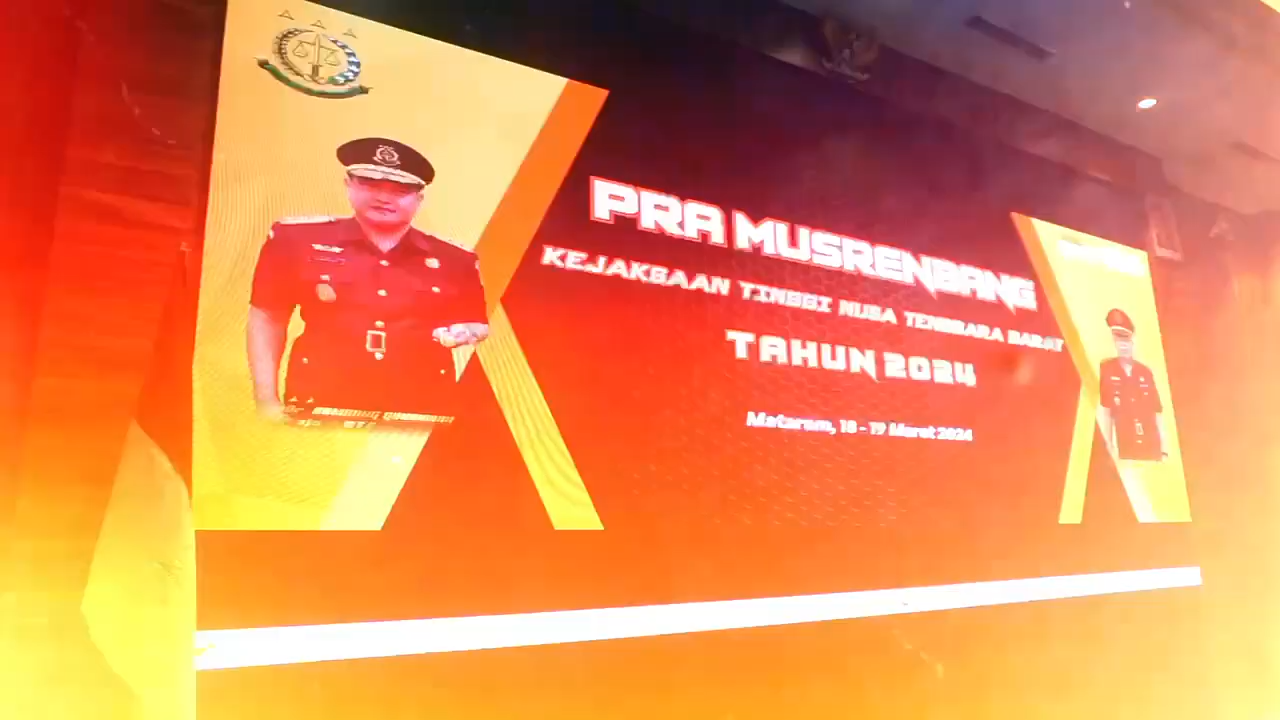 PRA MUSRENBANG
KEJAKSAAN TINGGI NUSA TENGGARA BARAT
TAHUN 2024
Mataram, 18 - 19 Maret 2024